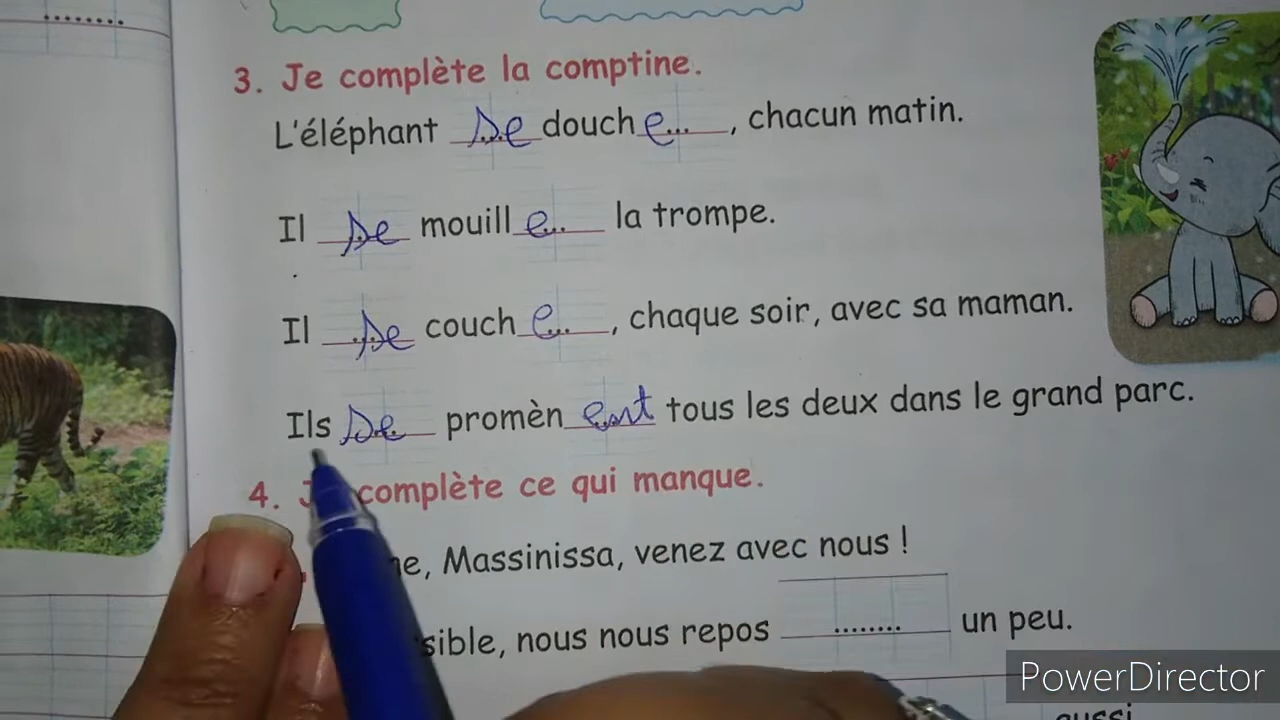 3. Je complète la comptine.
L'éléphant se douche..., chacun matin.
Il se mouille... la trompe.
Il se couche..., chaque soir, avec sa maman.
Ils se promènent tous les deux dans le grand parc.
4. complète ce qui manque.
Massinissa, venez avec nous !
nous nous repos ........ un peu.
aussi
PowerDirector